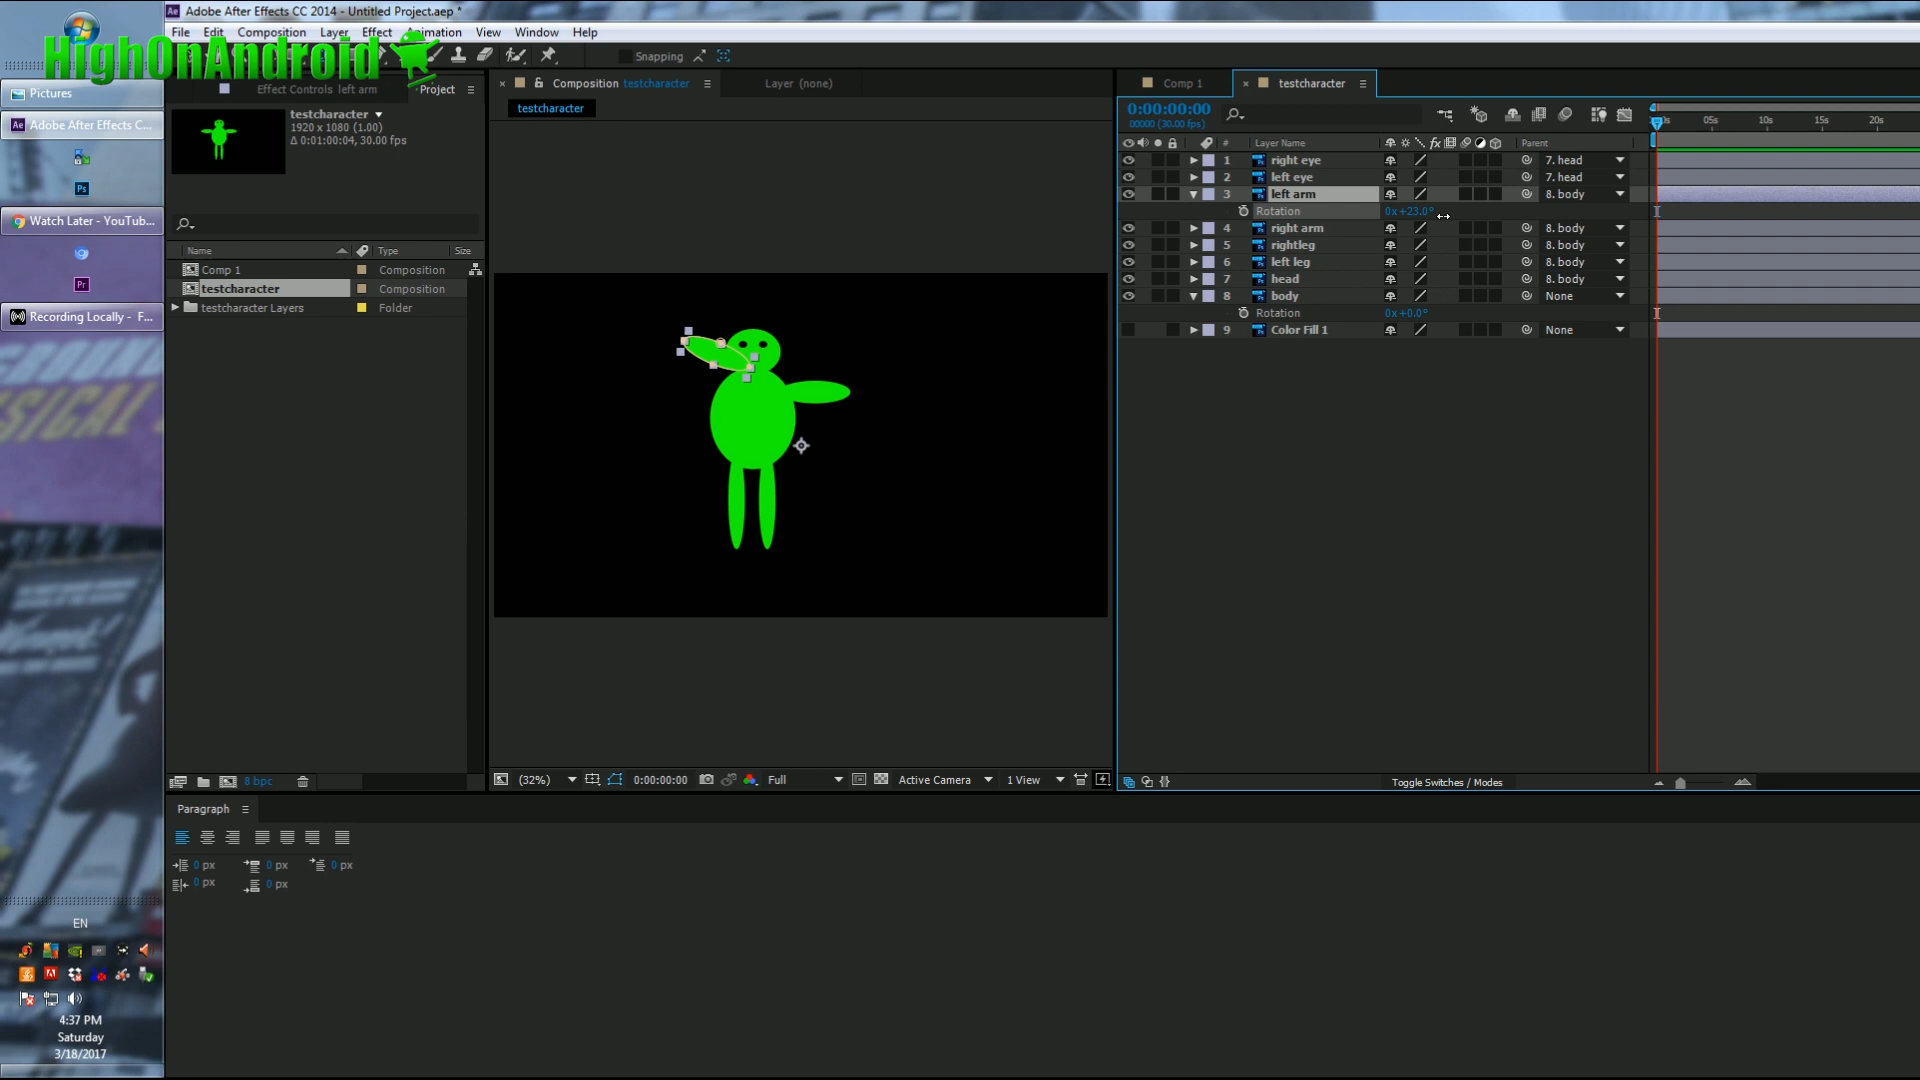 Adobe After Effects CC 2014 - Untitled Project.aep *
File Edit Composition Layer Effect Animation View Window Help
HighOnAndroid
Snapping
Pictures
Adobe After Effects C...
Ps
Watch Later - YouTub...
Pr
Recording Locally - F...
EN
4:37 PM
Saturday
3/18/2017
Effect Controls left arm
Project
testcharacter
1920 x 1080 (1.00)
Δ 0:01:00:04, 30.00 fps
Name Type Size
Comp 1 Composition
testcharacter Composition
testcharacter Layers Folder
8 bpc
Composition testcharacter
Layer (none)
testcharacter
(32%) 0:00:00:00 Full Active Camera 1 View
Comp 1
testcharacter
0:00:00:00
00000 (30.00 fps)
05s 10s 15s 20s
# Layer Name Parent
1 right eye 7. head
2 left eye 7. head
3 left arm 8. body
Rotation 0x+23.0°
4 right arm 8. body
5 rightleg 8. body
6 left leg 8. body
7 head 8. body
8 body None
Rotation 0x+0.0°
9 Color Fill 1 None
Toggle Switches / Modes
Paragraph
0 px 0 px 0 px
0 px 0 px